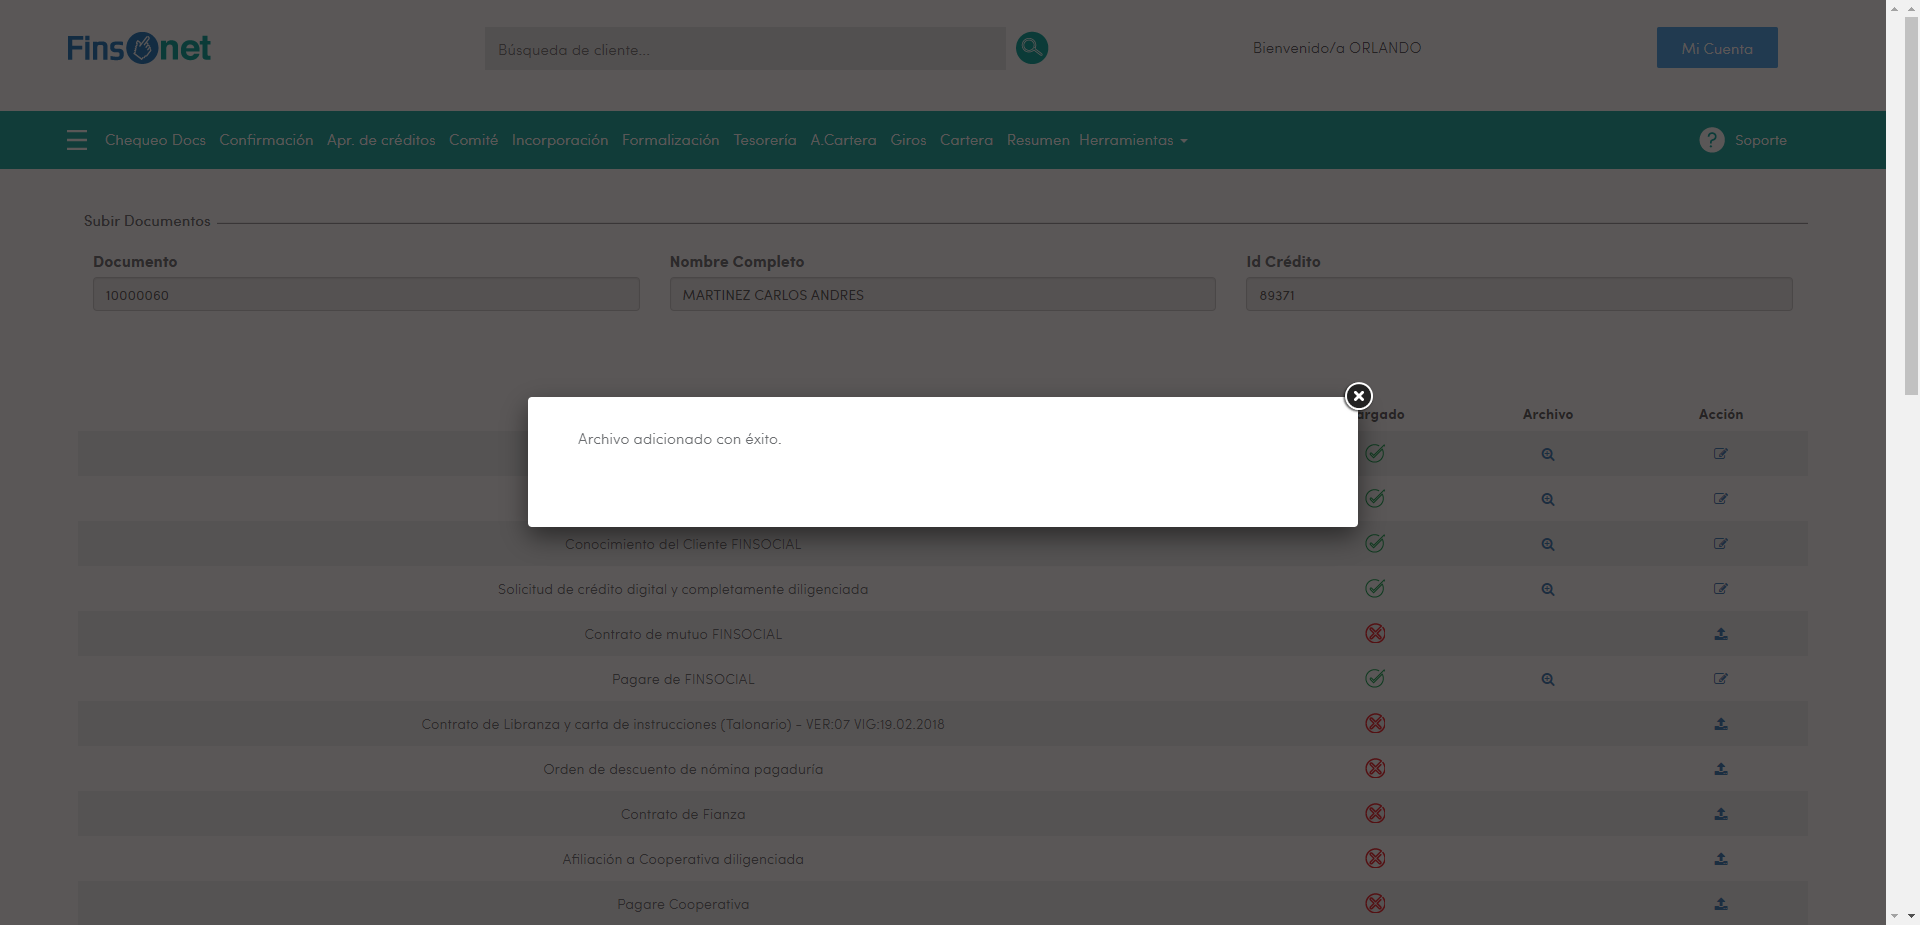 Finsonet
Búsqueda de cliente...
Bienvenido/a ORLANDO
Mi Cuenta
Chequeo Docs Confirmación Apr. de créditos Comité Incorporación Formalización Tesorería A.Cartera Giros Cartera Resumen Herramientas
? Soporte
Subir Documentos
Documento Nombre Completo Id Crédito
10000060 MARTINEZ CARLOS ANDRES 89371
Archivo Acción
Archivo adicionado con éxito.
Conocimiento del Cliente FINSOCIAL
Solicitud de crédito digital y completamente diligenciada
Contrato de mutuo FINSOCIAL
Pagare de FINSOCIAL
Contrato de Libranza y carta de instrucciones (Talonario) - VER:07 VIG:19.02.2018
Orden de descuento de nómina pagaduría
Contrato de Fianza
Afiliación a Cooperativa diligenciada
Pagare Cooperativa